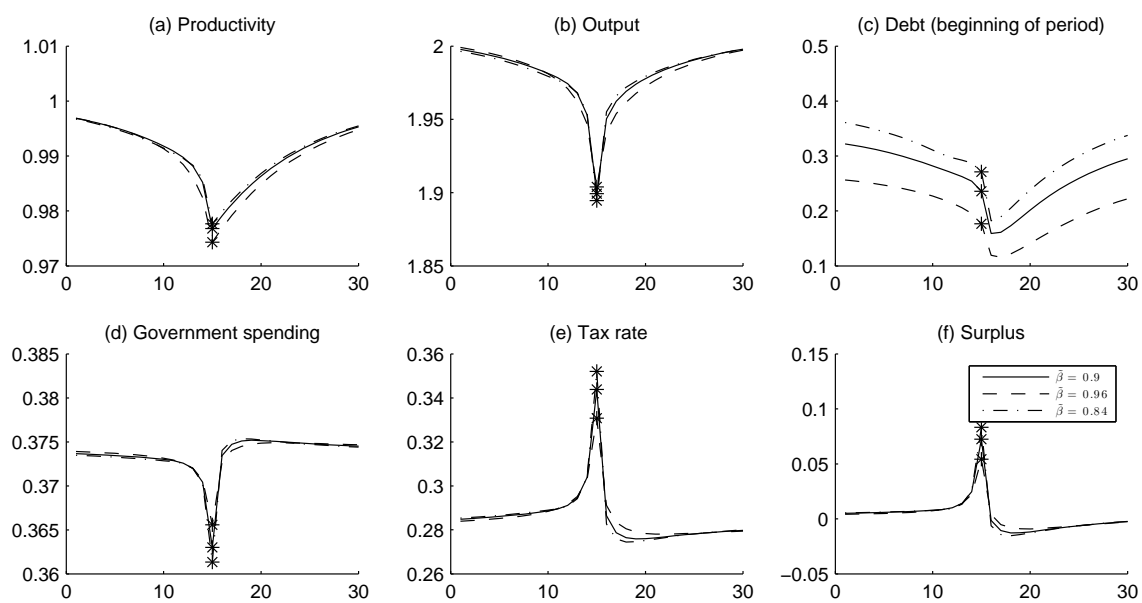 (a) Productivity
1.01
1
0.99
0.98
0.97
0 10 20 30
(b) Output
2
1.95
1.9
1.85
0 10 20 30
(c) Debt (beginning of period)
0.5
0.4
0.3
0.2
0.1
0 10 20 30
(d) Government spending
0.385
0.38
0.375
0.37
0.365
0.36
0 10 20 30
(e) Tax rate
0.36
0.34
0.32
0.3
0.28
0.26
0 10 20 30
(f) Surplus
0.15
0.1
0.05
0
−0.05
0 10 20 30
β̃ = 0.9
β̃ = 0.96
β̃ = 0.84